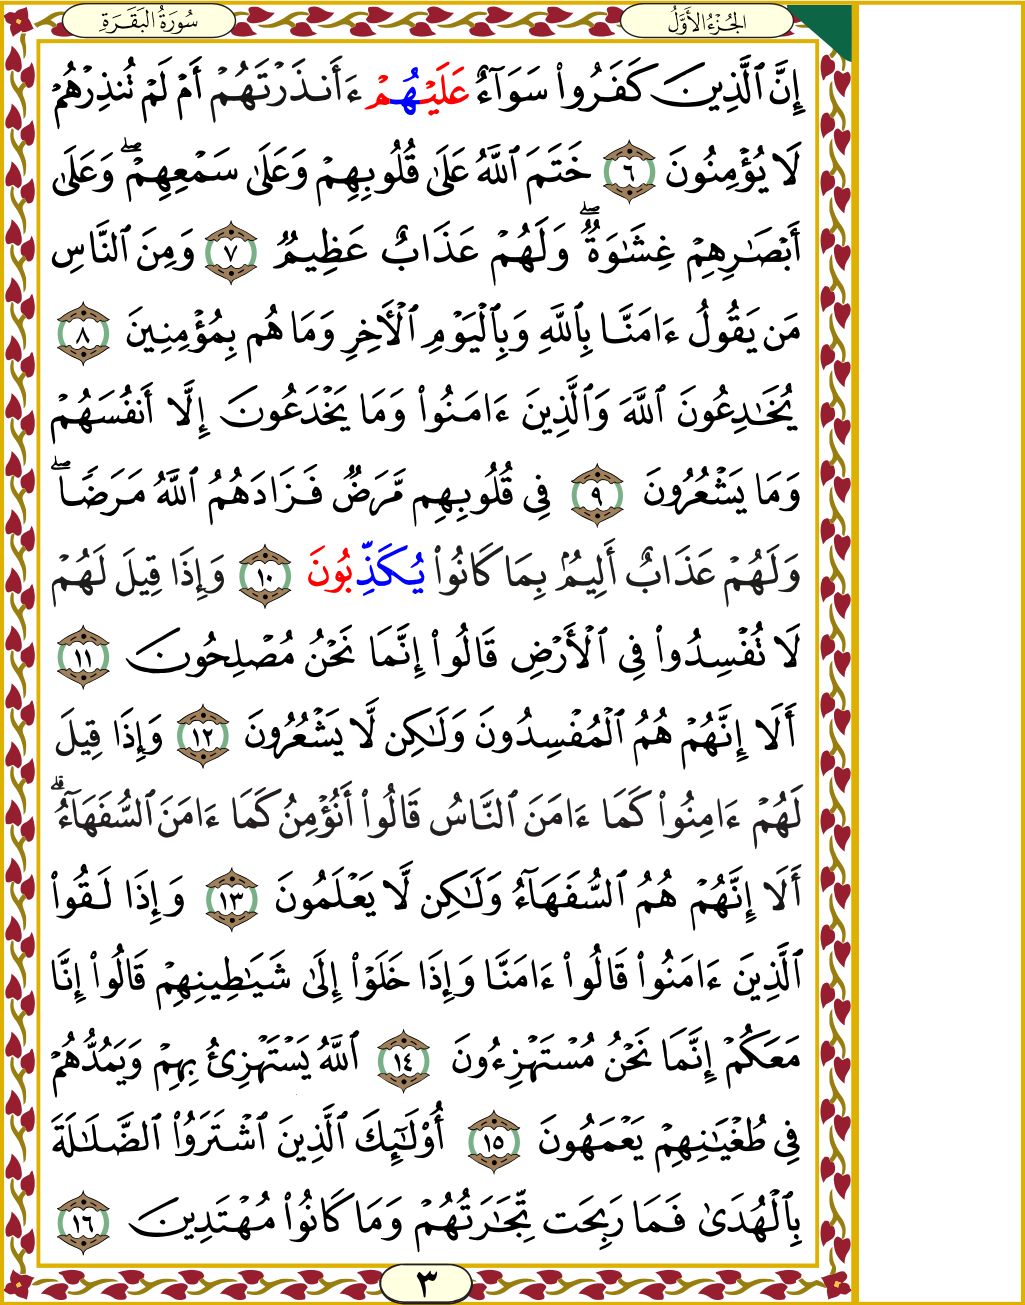 سُورَةُ البَقَرَةِ
الجُزْءُ الأَوَّلُ
إِنَّ ٱلَّذِينَ كَفَرُوا۟ سَوَآءٌ عَلَيۡهُمۡ ءَأَنذَرۡتَهُمۡ أَمۡ لَمۡ تُنذِرۡهُمۡ
لَا يُؤۡمِنُونَ ٦ خَتَمَ ٱللَّهُ عَلَىٰ قُلُوبِهِمۡ وَعَلَىٰ سَمۡعِهِمۡۖ وَعَلَىٰ
أَبۡصَٰرِهِمۡ غِشَٰوَةٞۖ وَلَهُمۡ عَذَابٌ عَظِيمٞ ٧ وَمِنَ ٱلنَّاسِ
مَن يَقُولُ ءَامَنَّا بِٱللَّهِ وَبِٱلۡيَوۡمِ ٱلۡأٓخِرِ وَمَا هُم بِمُؤۡمِنِينَ ٨
يُخَٰدِعُونَ ٱللَّهَ وَٱلَّذِينَ ءَامَنُوا۟ وَمَا يَخۡدَعُونَ إِلَّآ أَنفُسَهُمۡ
وَمَا يَشۡعُرُونَ ٩ فِي قُلُوبِهِم مَّرَضٞ فَزَادَهُمُ ٱللَّهُ مَرَضٗاۖ
وَلَهُمۡ عَذَابٌ أَلِيمُۢ بِمَا كَانُوا۟ يُكَذِّبُونَ ١٠ وَإِذَا قِيلَ لَهُمۡ
لَا تُفۡسِدُوا۟ فِي ٱلۡأَرۡضِ قَالُوٓا۟ إِنَّمَا نَحۡنُ مُصۡلِحُونَ ١١
أَلَآ إِنَّهُمۡ هُمُ ٱلۡمُفۡسِدُونَ وَلَٰكِن لَّا يَشۡعُرُونَ ١٢ وَإِذَا قِيلَ
لَهُمۡ ءَامِنُوا۟ كَمَآ ءَامَنَ ٱلنَّاسُ قَالُوٓا۟ أَنُؤۡمِنُ كَمَآ ءَامَنَ ٱلسُّفَهَآءُۗ
أَلَآ إِنَّهُمۡ هُمُ ٱلسُّفَهَآءُ وَلَٰكِن لَّا يَعۡلَمُونَ ١٣ وَإِذَا لَقُوا۟
ٱلَّذِينَ ءَامَنُوا۟ قَالُوٓا۟ ءَامَنَّا وَإِذَا خَلَوۡا۟ إِلَىٰ شَيَٰطِينِهِمۡ قَالُوٓا۟ إِنَّا
مَعَكُمۡ إِنَّمَا نَحۡنُ مُسۡتَهۡزِءُونَ ١٤ ٱللَّهُ يَسۡتَهۡزِئُ بِهِمۡ وَيَمُدُّهُمۡ
فِي طُغۡيَٰنِهِمۡ يَعۡمَهُونَ ١٥ أُو۟لَٰٓئِكَ ٱلَّذِينَ ٱشۡتَرَوُا۟ ٱلضَّلَٰلَةَ
بِٱلۡهُدَىٰ فَمَا رَبِحَت تِّجَٰرَتُهُمۡ وَمَا كَانُوا۟ مُهۡتَدِينَ ١٦
٣